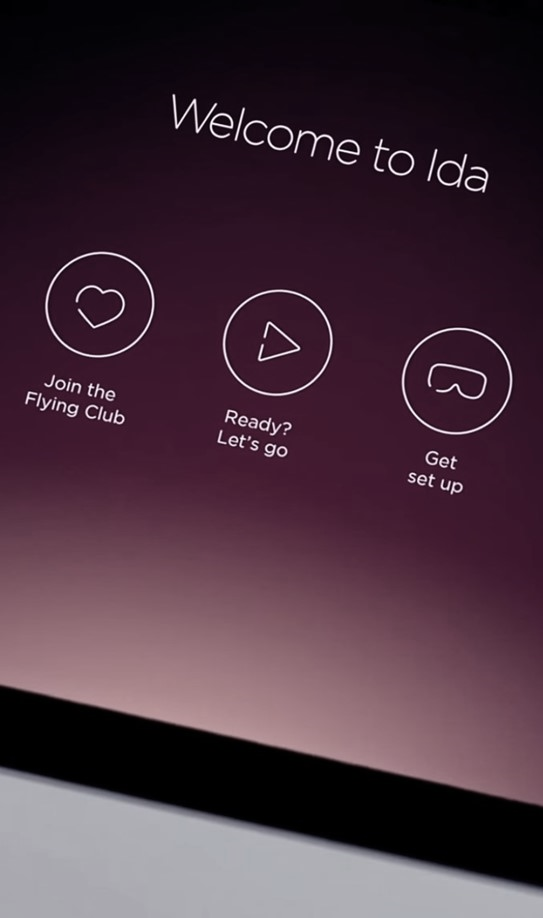 Welcome to Ida
Join the
Flying Club
Ready?
Let's go
Get
set up